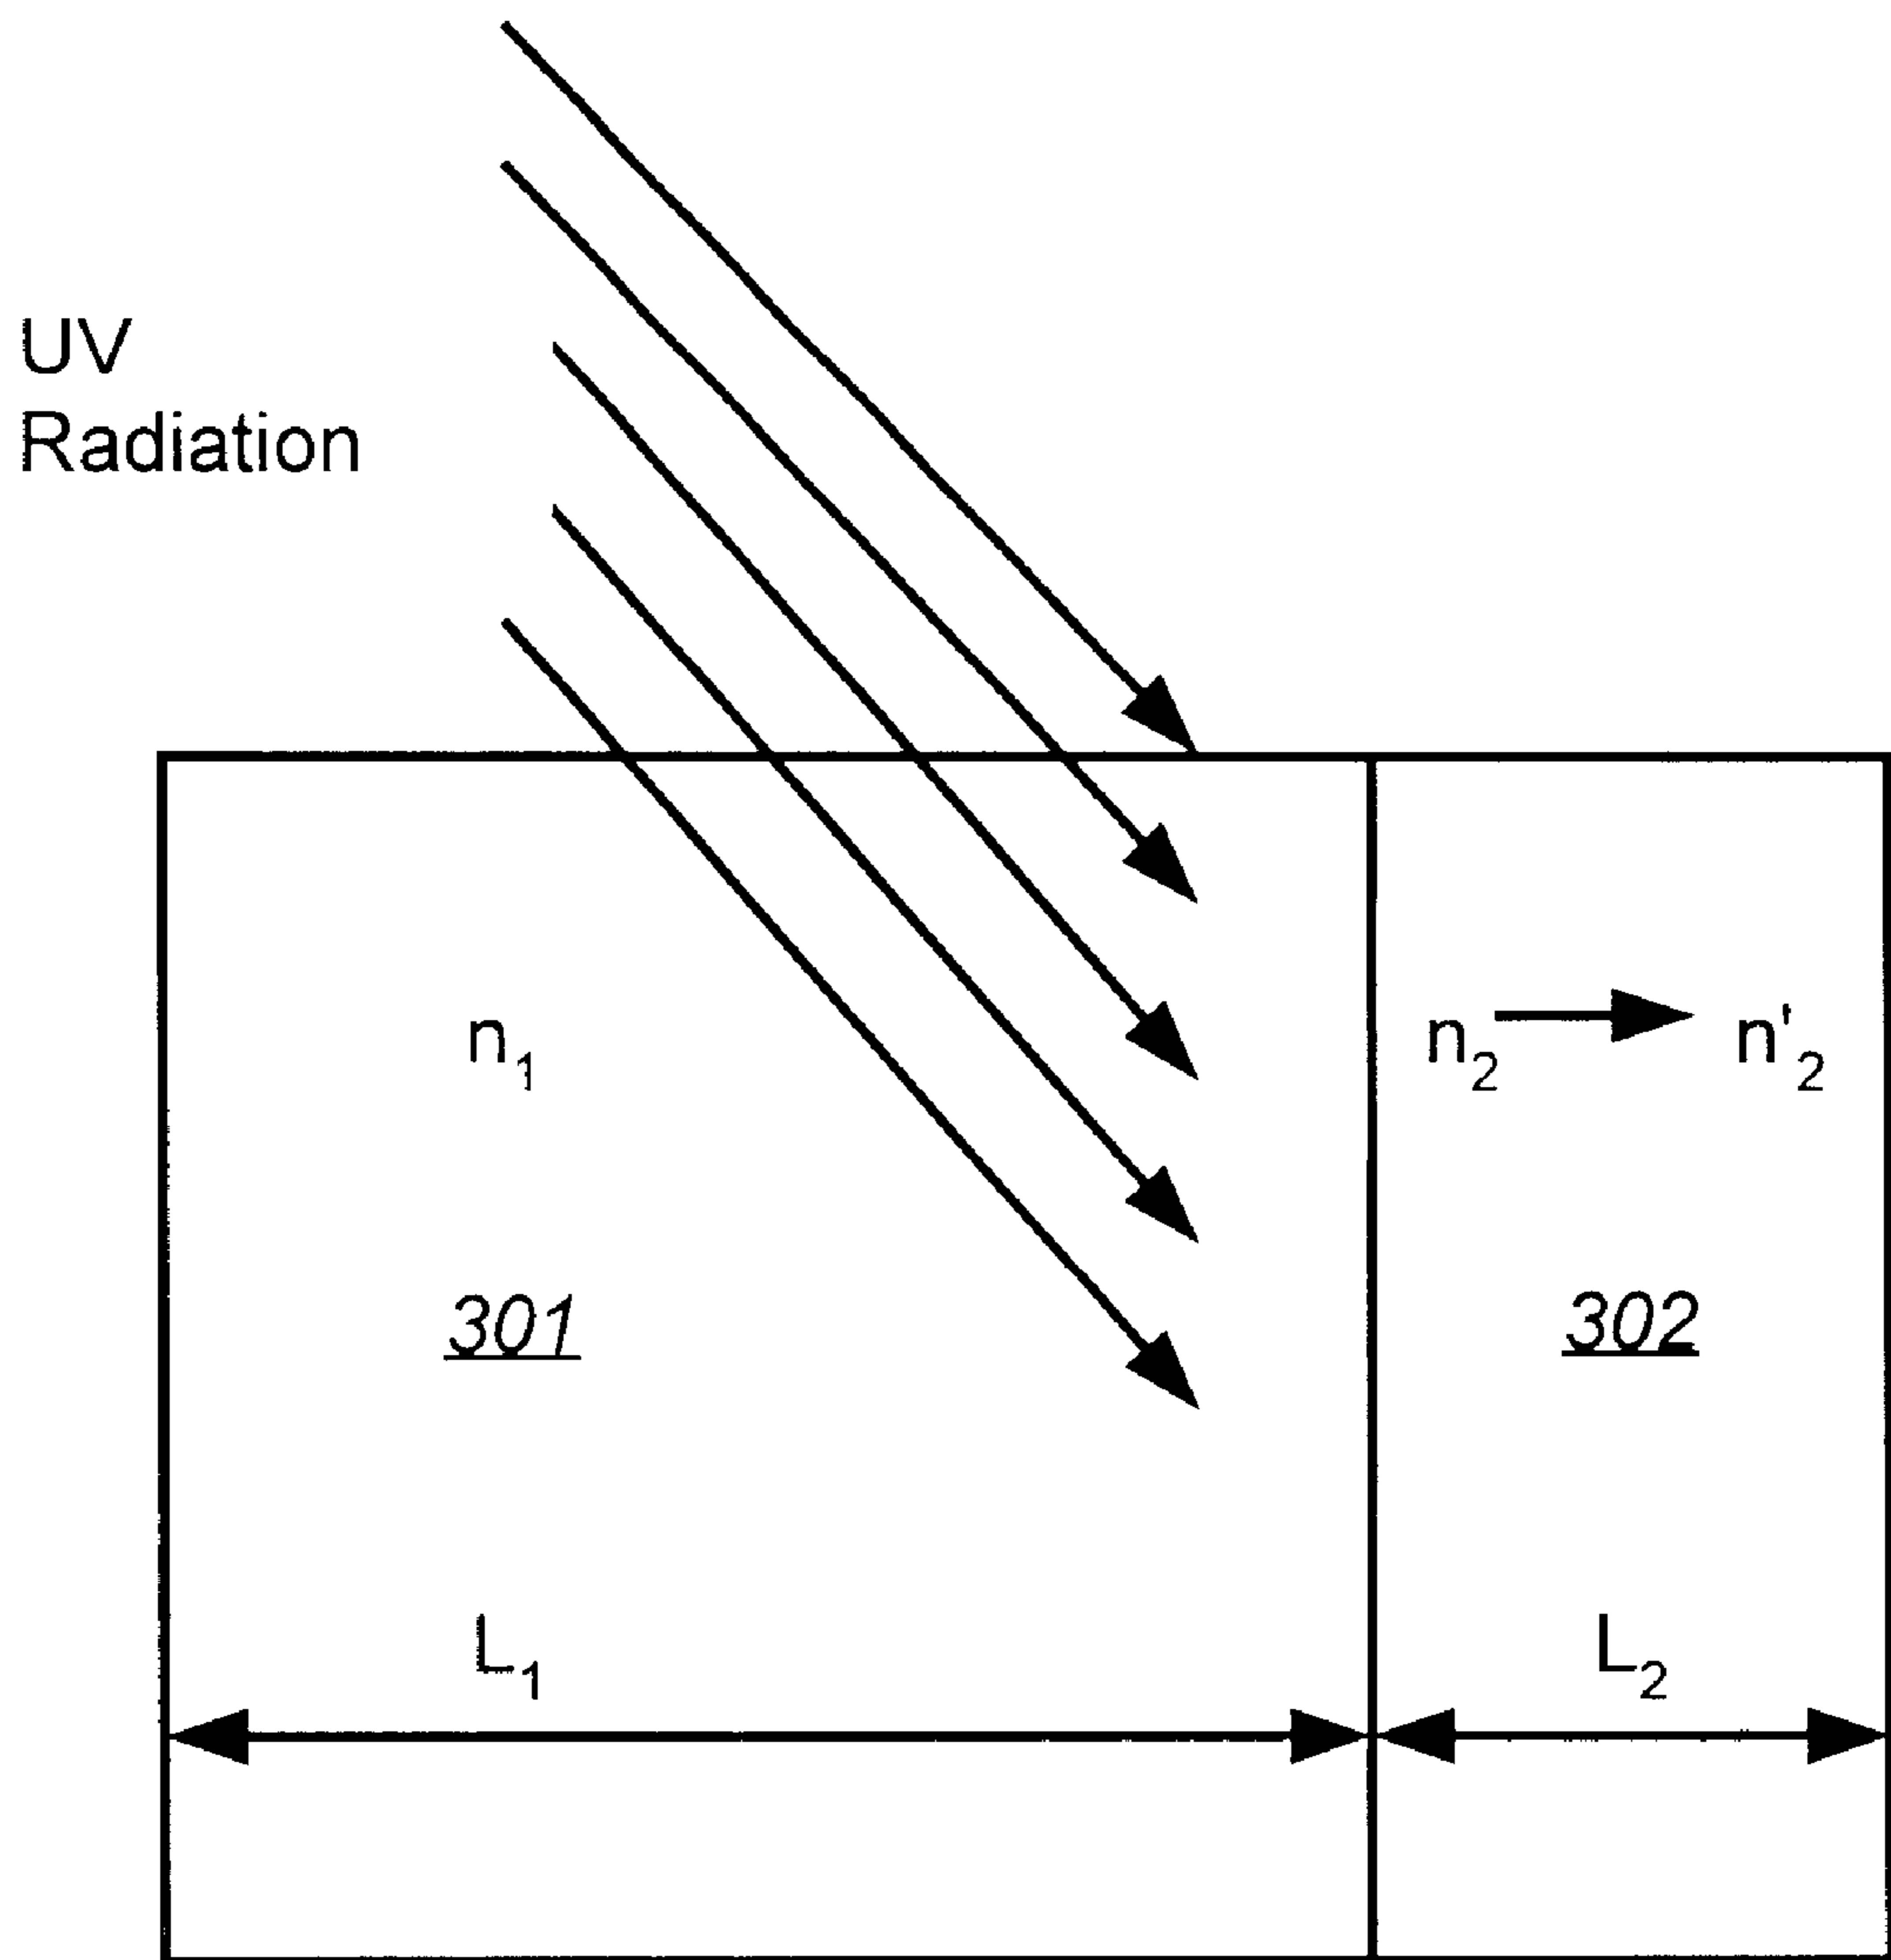 UV
Radiation
n₁
n₂ n'₂
301
302
L₁
L₂